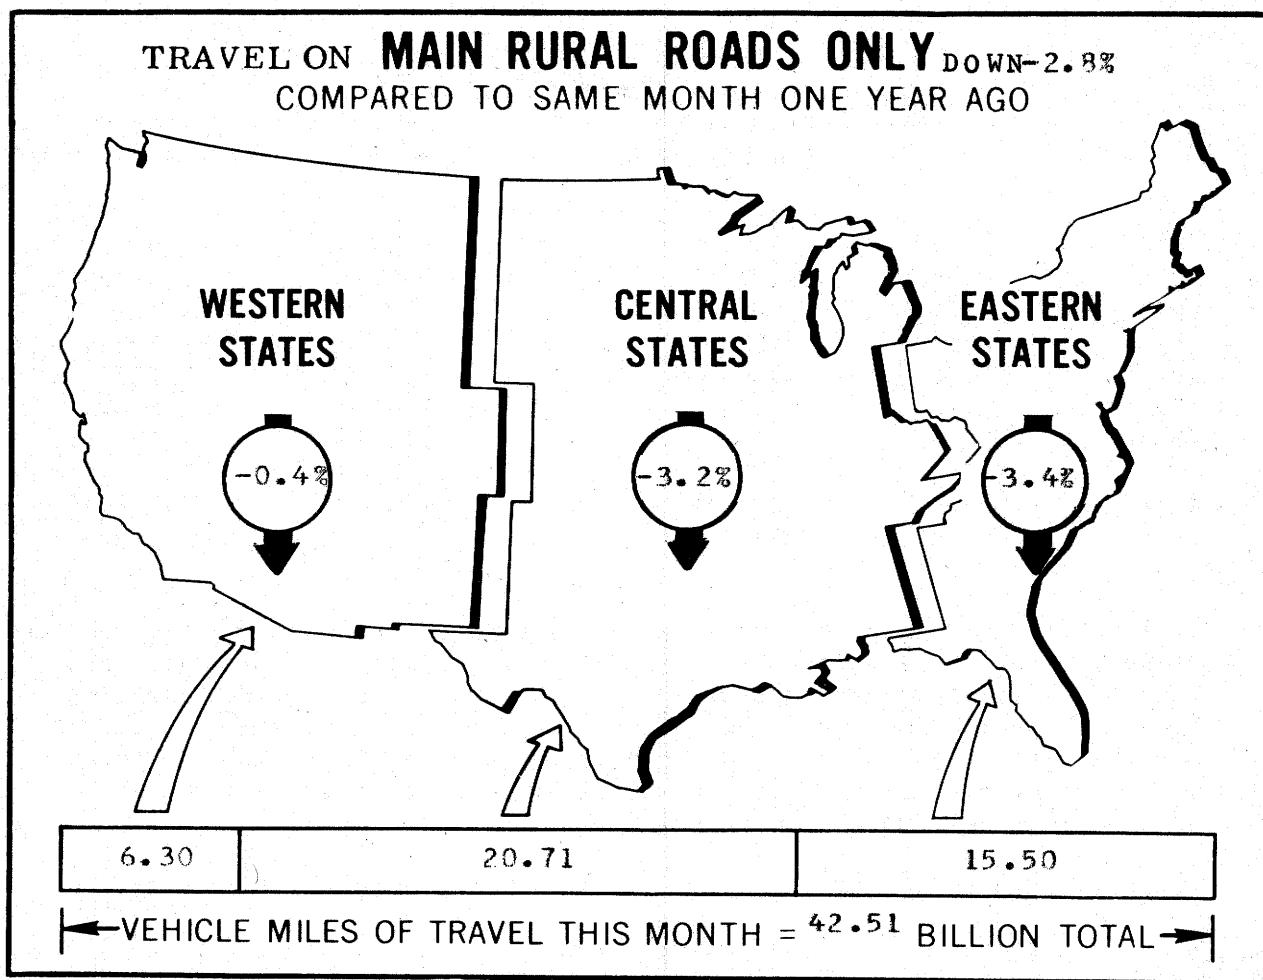 TRAVEL ON MAIN RURAL ROADS ONLY DOWN-2.8%
COMPARED TO SAME MONTH ONE YEAR AGO
WESTERN
STATES
-0.4%
CENTRAL
STATES
-3.2%
EASTERN
STATES
-3.4%
6.30
20.71
15.50
VEHICLE MILES OF TRAVEL THIS MONTH = 42.51 BILLION TOTAL